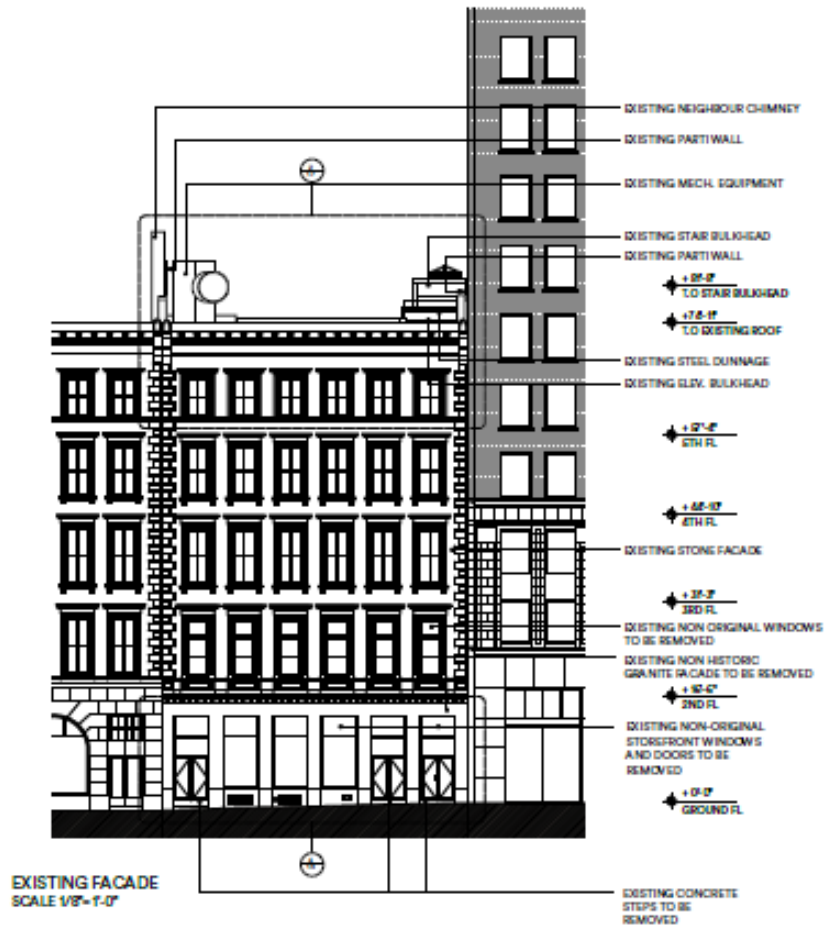 EXISTING NEIGHBOUR CHIMNEY
EXISTING PARTI WALL
EXISTING MECH. EQUIPMENT
EXISTING STAIR BULKHEAD
EXISTING PARTI WALL
T.O STAIR BULKHEAD
T.O EXISTING ROOF
EXISTING STEEL DUNNAGE
EXISTING ELEV. BULKHEAD
5TH FL
4TH FL
EXISTING STONE FACADE
3RD FL
EXISTING NON ORIGINAL WINDOWS
TO BE REMOVED
EXISTING NON HISTORIC
GRANITE FACADE TO BE REMOVED
2ND FL
EXISTING NON-ORIGINAL
STOREFRONT WINDOWS
AND DOORS TO BE
REMOVED
+0'-0"
GROUND FL
EXISTING FACADE
SCALE 1/8"=1'-0"
EXISTING CONCRETE
STEPS TO BE
REMOVED